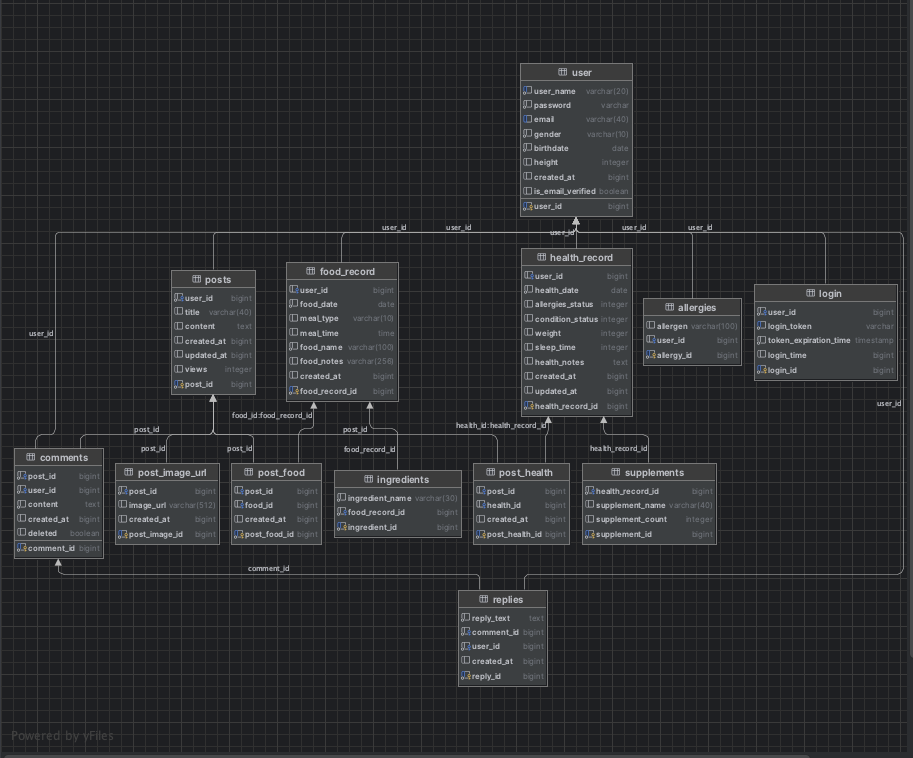 user
user_name varchar(20)
password varchar
email varchar(40)
gender varchar(10)
birthdate date
height integer
created_at bigint
is_email_verified boolean
user_id bigint
user_id
user_id
user_id
user_id
user_id
posts
user_id bigint
title varchar(40)
content text
created_at bigint
updated_at bigint
views integer
post_id bigint
food_record
user_id bigint
food_date date
meal_type varchar(10)
meal_time time
food_name varchar(100)
food_notes varchar(256)
created_at bigint
food_record_id bigint
health_record
user_id bigint
health_date date
allergies_status integer
condition_status integer
weight integer
sleep_time integer
health_notes text
created_at bigint
updated_at bigint
health_record_id bigint
allergies
allergen varchar(100)
user_id bigint
allergy_id bigint
login
user_id bigint
login_token varchar
token_expiration_time timestamp
login_time bigint
login_id bigint
user_id
user_id
food_id:food_record_id
post_id
post_id
health_id:health_record_id
post_id
post_id
food_record_id
health_record_id
comments
post_id bigint
user_id bigint
content text
created_at bigint
deleted boolean
comment_id bigint
post_image_url
post_id bigint
image_url varchar(512)
created_at bigint
post_image_id bigint
post_food
post_id bigint
food_id bigint
created_at bigint
post_food_id bigint
ingredients
ingredient_name varchar(30)
food_record_id bigint
ingredient_id bigint
post_health
post_id bigint
health_id bigint
created_at bigint
post_health_id bigint
supplements
health_record_id bigint
supplement_name varchar(40)
supplement_count integer
supplement_id bigint
comment_id
replies
reply_text text
comment_id bigint
user_id bigint
created_at bigint
reply_id bigint
Powered by yFiles